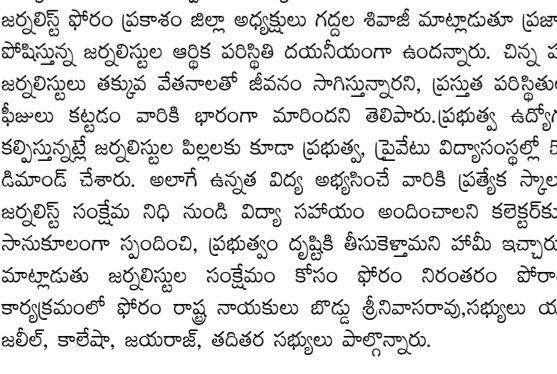 జర్నలిస్ట్ ఫోరం ప్రకాశం జిల్లా అధ్యక్షులు గద్దల శివాజీ మాట్లాడుతూ ప్రజా
పోషిస్తున్న జర్నలిస్టుల ఆర్థిక పరిస్థితి దయనీయంగా ఉందన్నారు. చిన్న
జర్నలిస్టులు తక్కువ వేతనాలతో జీవనం సాగిస్తున్నారని, ప్రస్తుత
ఫీజులు కట్టడం వారికి భారంగా మారిందని తెలిపారు.ప్రభుత్వ
కల్పిస్తున్నట్లే జర్నలిస్టుల పిల్లలకు కూడా ప్రభుత్వ, ప్రైవేటు విద్యాసంస్థల్లో 5
డిమాండ్ చేశారు. అలాగే ఉన్నత విద్య అభ్యసించే వారికి ప్రత్యేక
జర్నలిస్ట్ సంక్షేమ నిధి నుండి విద్యా సహాయం అందించాలని కలెక్టర్‌కు
సానుకూలంగా స్పందించి, ప్రభుత్వం దృష్టికి తీసుకెళ్తామని హామీ ఇచ్చారు
మాట్లాడుతు జర్నలిస్టుల సంక్షేమం కోసం ఫోరం నిరంతరం
కార్యక్రమంలో ఫోరం రాష్ట్ర నాయకులు బొడ్డు శ్రీనివాసరావు,సభ్యులు
జలీల్, కాలేషా, జయరాజ్, తదితర సభ్యులు పాల్గొన్నారు.